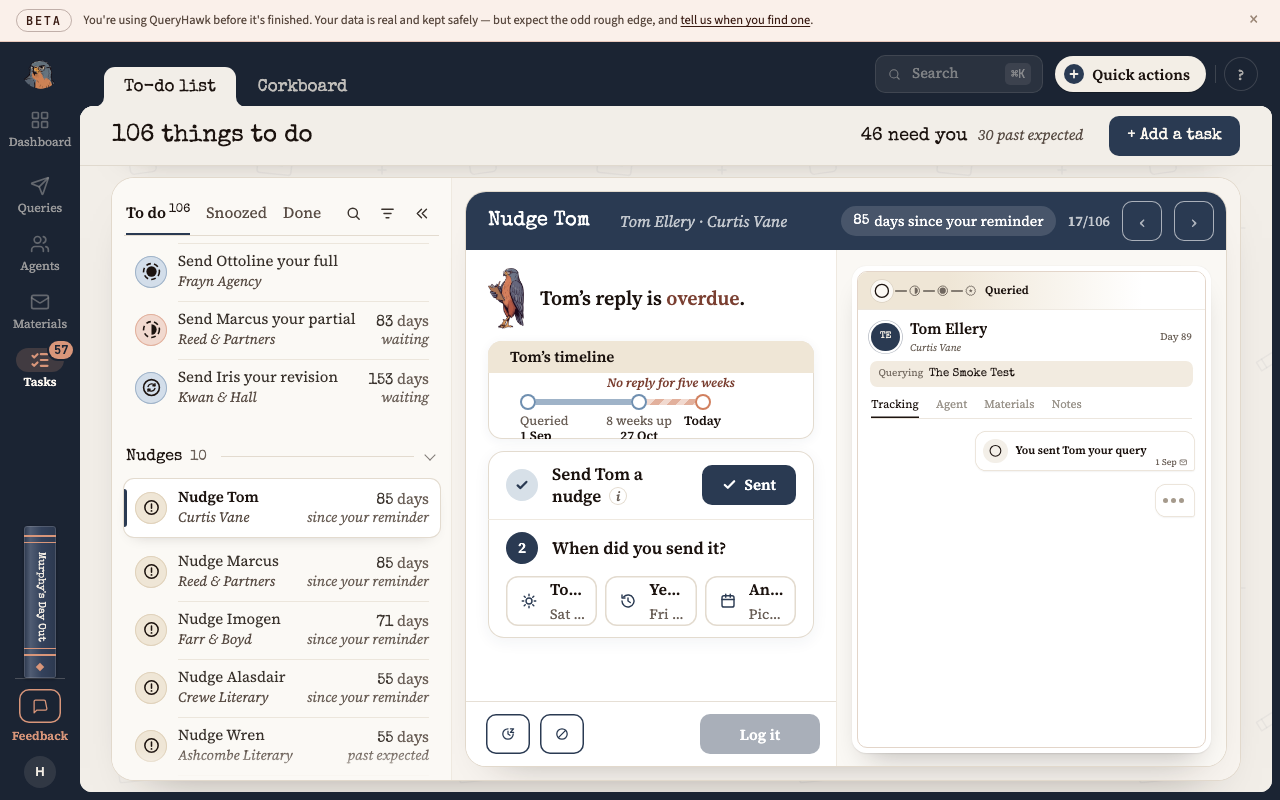 BETA
You're using QueryHawk before it's finished. Your data is real and kept safely — but expect the odd rough edge, and tell us when you find one.
×
To-do list
Corkboard
Search
⌘K
+ Quick actions
?
Dashboard
Queries
Agents
Materials
57
Tasks
Murphy's Day Out
Feedback
H
106 things to do
46 need you
30 past expected
+ Add a task
To do 106
Snoozed
Done
Send Ottoline your full
Frayn Agency
Send Marcus your partial
83 days
Reed & Partners
waiting
Send Iris your revision
153 days
Kwan & Hall
waiting
Nudges 10
Nudge Tom
85 days
Curtis Vane
since your reminder
Nudge Marcus
85 days
Reed & Partners
since your reminder
Nudge Imogen
71 days
Farr & Boyd
since your reminder
Nudge Alasdair
55 days
Crewe Literary
since your reminder
Nudge Wren
55 days
Ashcombe Literary
past expected
Nudge Tom
Tom Ellery · Curtis Vane
85 days since your reminder
17/106
Tom's reply is overdue.
Tom's timeline
No reply for five weeks
Queried
8 weeks up
Today
1 Sep
27 Oct
Send Tom a
nudge i
Sent
2
When did you send it?
To...
Sat ...
Ye...
Fri ...
An...
Pic...
Log it
Queried
TE
Tom Ellery
Curtis Vane
Day 89
Querying The Smoke Test
Tracking
Agent
Materials
Notes
You sent Tom your query
1 Sep